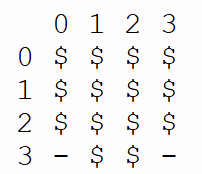 0 1 2 3
0 $ $ $ $
1 $ $ $ $
2 $ $ $ $
3 - $ $ -